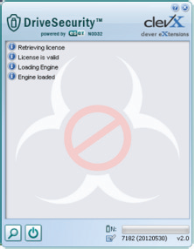 DriveSecurity™
powered by eset NOD32
clevX
clever eXtensions
Retrieving license
License is valid
Loading Engine
Engine loaded
N:
7182 (20120530) v2.0